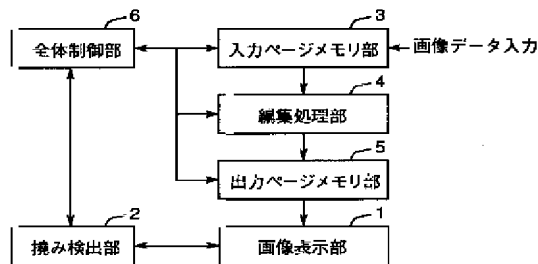 6
全体制御部
3
入力ページメモリ部
画像データ入力
4
編集処理部
5
出力ページメモリ部
2
撓み検出部
1
画像表示部